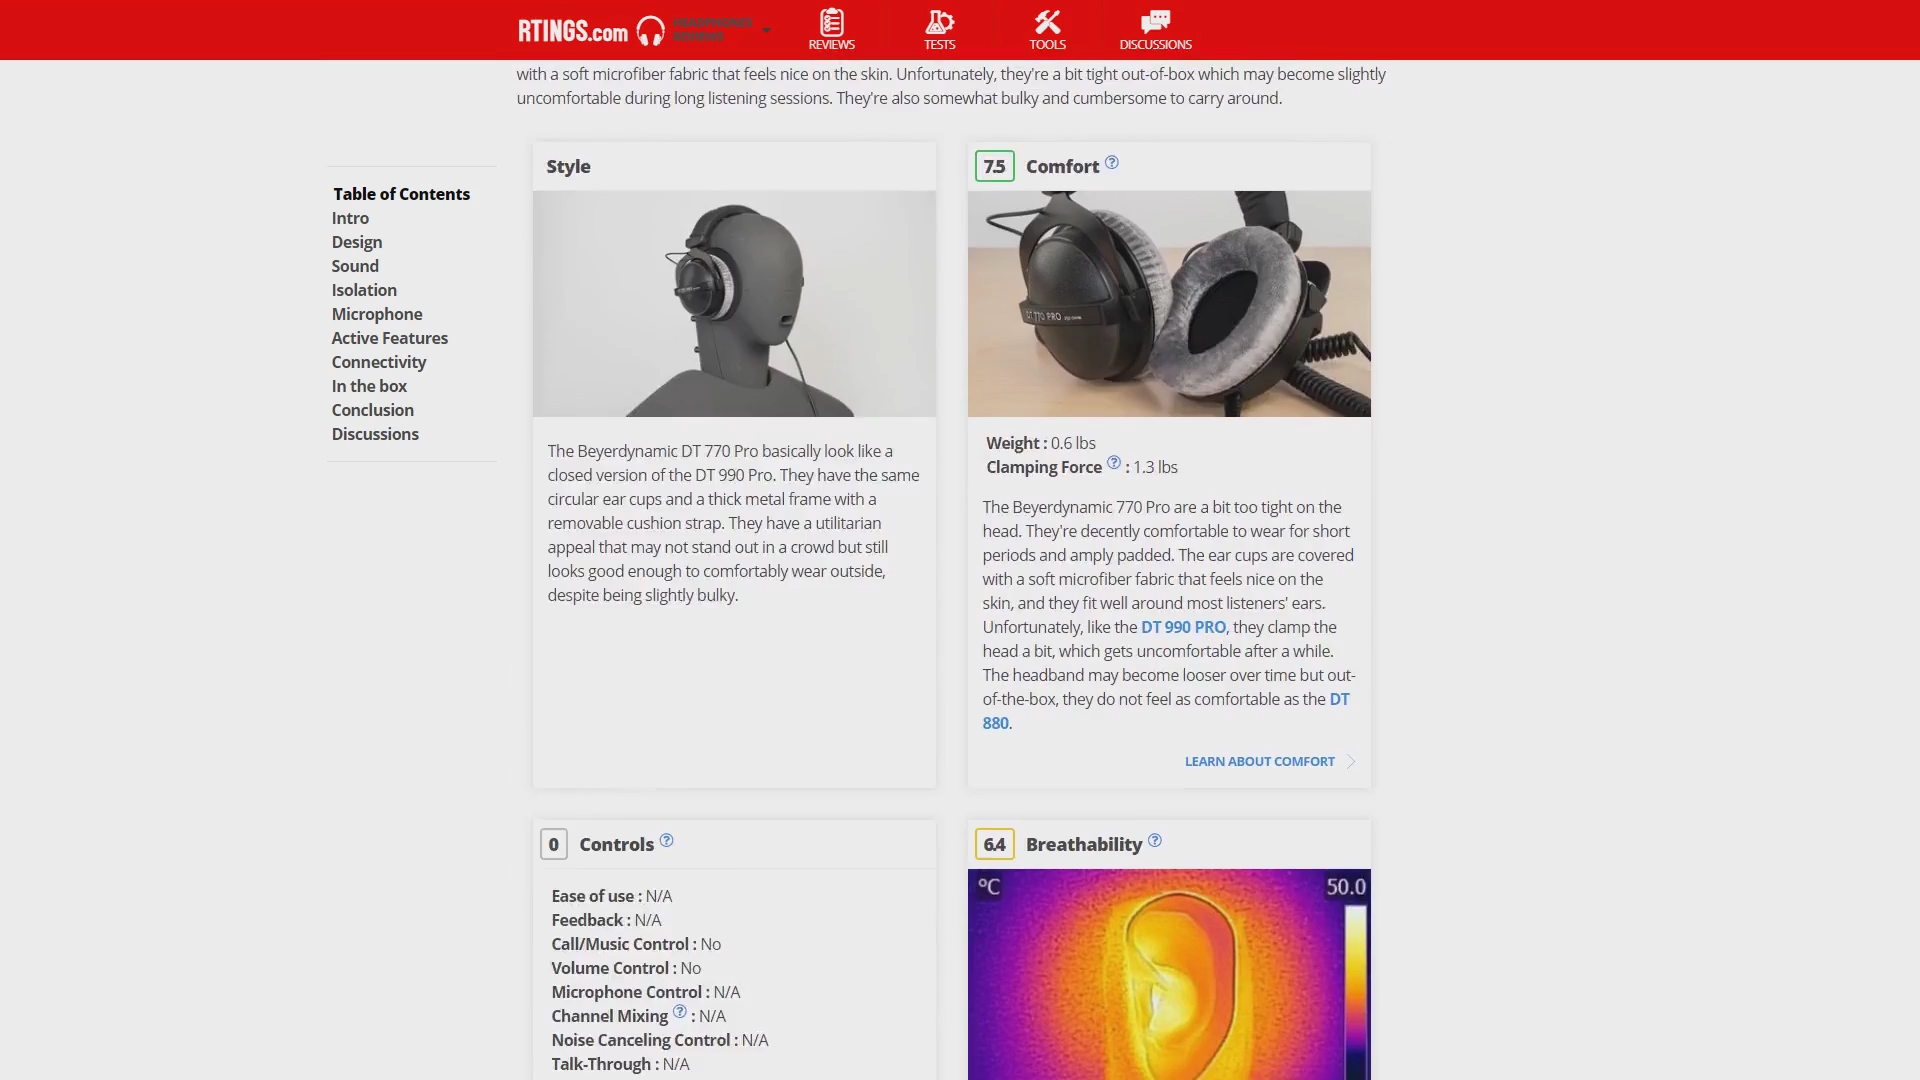 RTINGS.com HEADPHONES REVIEWS
REVIEWS TESTS TOOLS DISCUSSIONS
with a soft microfiber fabric that feels nice on the skin. Unfortunately, they're a bit tight out-of-box which may become slightly
uncomfortable during long listening sessions. They're also somewhat bulky and cumbersome to carry around.
Table of Contents
Intro
Design
Sound
Isolation
Microphone
Active Features
Connectivity
In the box
Conclusion
Discussions
Style
The Beyerdynamic DT 770 Pro basically look like a
closed version of the DT 990 Pro. They have the same
circular ear cups and a thick metal frame with a
removable cushion strap. They have a utilitarian
appeal that may not stand out in a crowd but still
looks good enough to comfortably wear outside,
despite being slightly bulky.
7.5 Comfort ?
DT 770 PRO
Weight : 0.6 lbs
Clamping Force ? : 1.3 lbs
The Beyerdynamic 770 Pro are a bit too tight on the
head. They're decently comfortable to wear for short
periods and amply padded. The ear cups are covered
with a soft microfiber fabric that feels nice on the
skin, and they fit well around most listeners' ears.
Unfortunately, like the DT 990 PRO, they clamp the
head a bit, which gets uncomfortable after a while.
The headband may become looser over time but out-
of-the-box, they do not feel as comfortable as the DT
880.
LEARN ABOUT COMFORT
0 Controls ?
Ease of use : N/A
Feedback : N/A
Call/Music Control : No
Volume Control : No
Microphone Control : N/A
Channel Mixing ? : N/A
Noise Canceling Control : N/A
Talk-Through : N/A
6.4 Breathability ?
°C 50.0